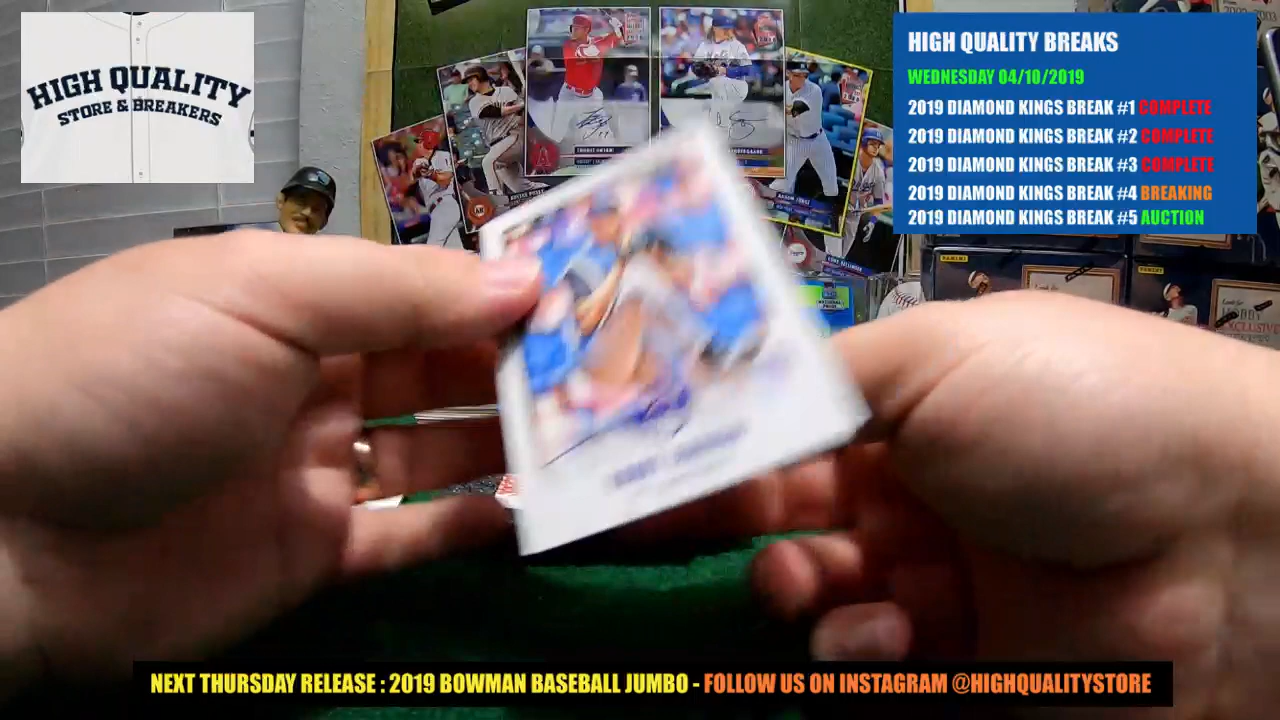 HIGH QUALITY
STORE & BREAKERS
HIGH QUALITY BREAKS
WEDNESDAY 04/10/2019
2019 DIAMOND KINGS BREAK #1 COMPLETE
2019 DIAMOND KINGS BREAK #2 COMPLETE
2019 DIAMOND KINGS BREAK #3 COMPLETE
2019 DIAMOND KINGS BREAK #4 BREAKING
2019 DIAMOND KINGS BREAK #5 AUCTION
PANINI
PANINI
NEXT THURSDAY RELEASE : 2019 BOWMAN BASEBALL JUMBO - FOLLOW US ON INSTAGRAM @HIGHQUALITYSTORE